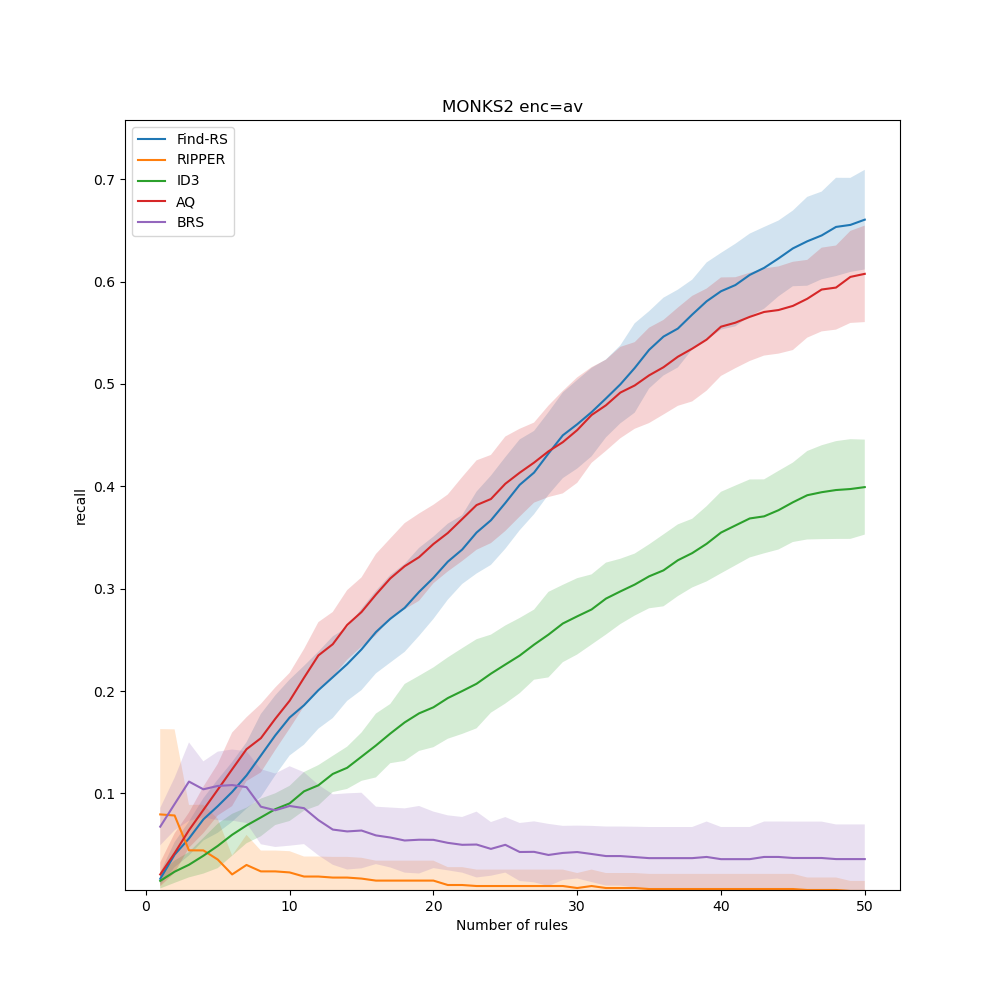 MONKS2 enc=av
Find-RS
RIPPER
ID3
AQ
BRS
recall
0.7
0.6
0.5
0.4
0.3
0.2
0.1
0 10 20 30 40 50
Number of rules